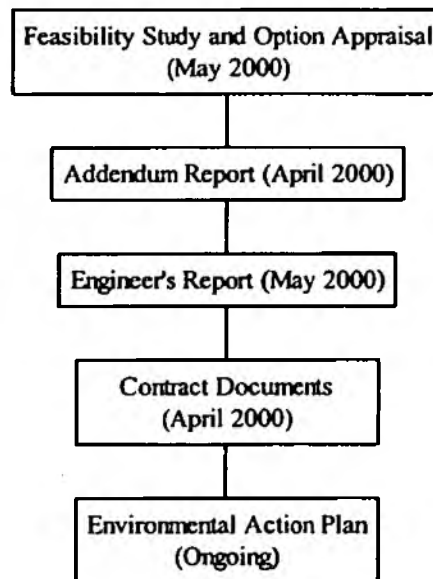 Feasibility Study and Option Appraisal
(May 2000)
Addendum Report (April 2000)
Engineer's Report (May 2000)
Contract Documents
(April 2000)
Environmental Action Plan
(Ongoing)